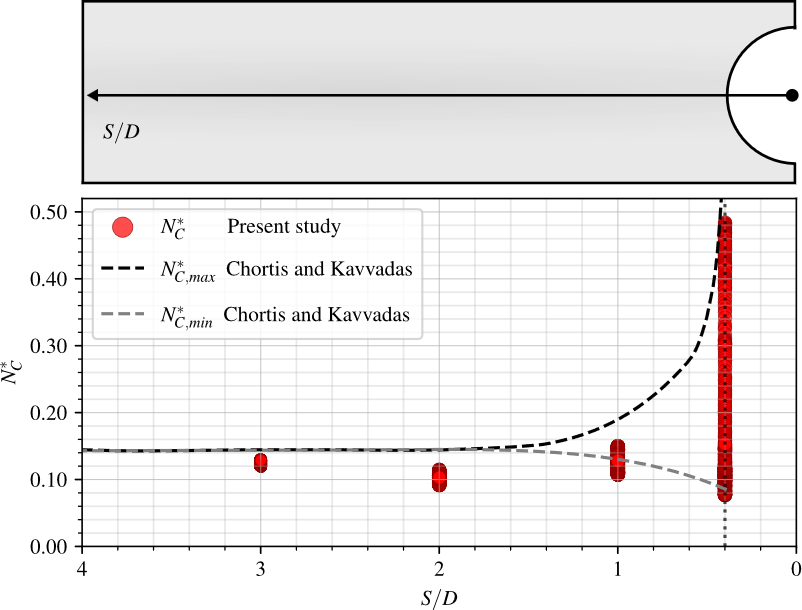 S/D
0.50
0.40
0.30
0.20
0.10
0.00
N*C
N*C Present study
N*C,max Chortis and Kavvadas
N*C,min Chortis and Kavvadas
4 3 2 1 0
S/D